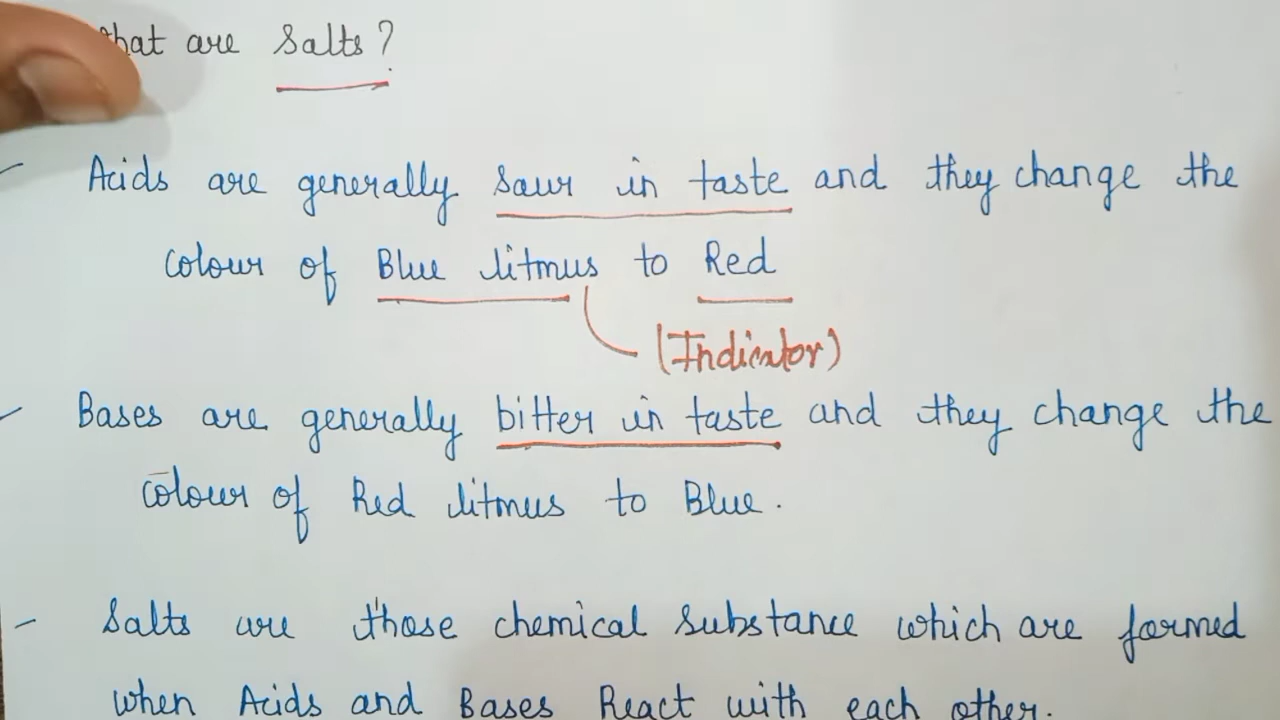 What are Salts?
Acids are generally sour in taste and they change the
colour of Blue litmus to Red
(Indicator)
Bases are generally bitter in taste and they change the
colour of Red litmus to Blue.
Salts are those chemical substance which are formed
when Acids and Bases React with each other.